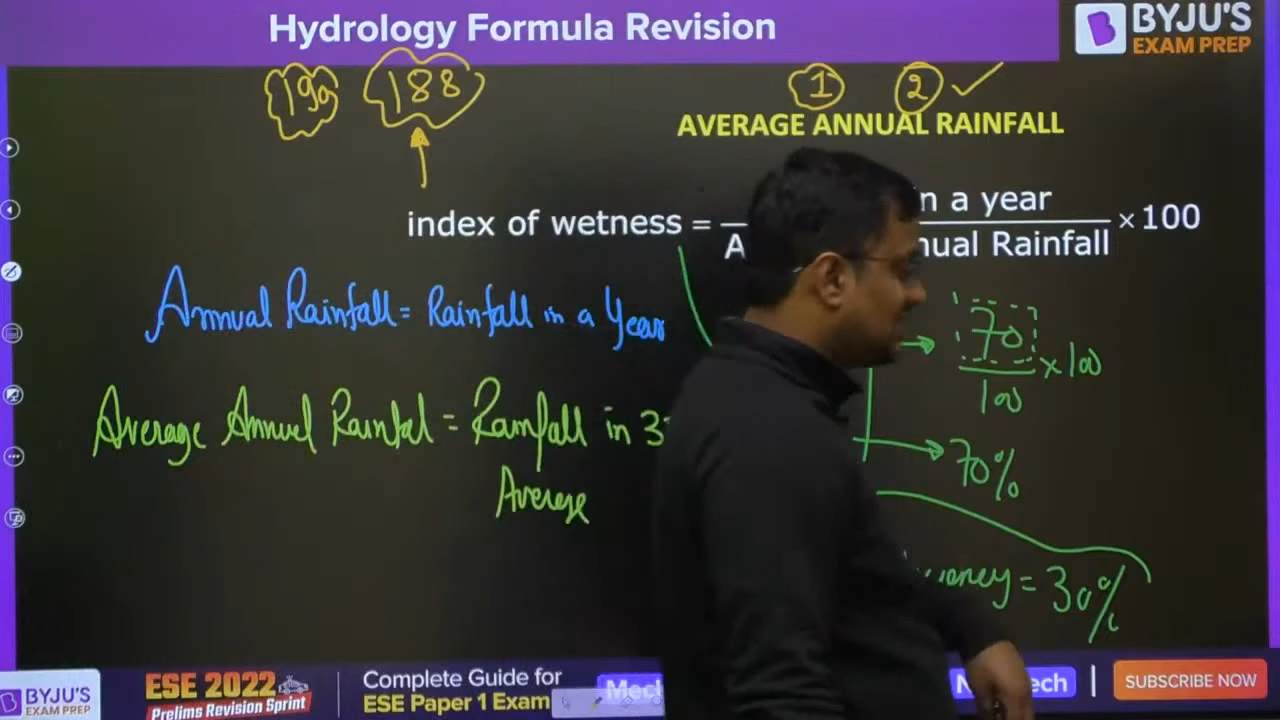 Hydrology Formula Revision
BYJU'S
EXAM PREP
190 188 1 2
AVERAGE ANNUAL RAINFALL
index of wetness = n a year × 100
A nual Rainfall
Annual Rainfall = Rainfall in a Year
70 × 100
100
Average Annual Rainfal = Rainfall in 3
Average
70%
= 30%
BYJU'S
EXAM PREP
ESE 2022
Prelims Revision Sprint
Complete Guide for
ESE Paper 1 Exam
Mec
ech
SUBSCRIBE NOW